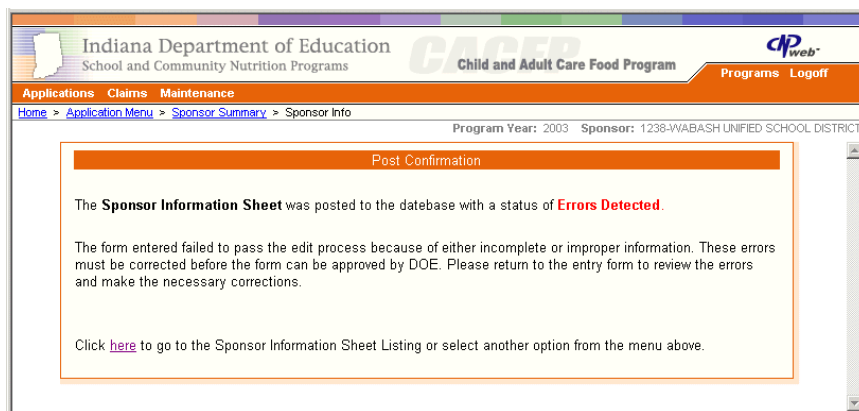 Indiana Department of Education
School and Community Nutrition Programs
CACFP
Child and Adult Care Food Program
CNP web
Programs Logoff
Applications Claims Maintenance
Home > Application Menu > Sponsor Summary > Sponsor Info
Program Year: 2003 Sponsor: 1238-WABASH UNIFIED SCHOOL DISTRICT
Post Confirmation
The Sponsor Information Sheet was posted to the datebase with a status of Errors Detected.
The form entered failed to pass the edit process because of either incomplete or improper information. These errors
must be corrected before the form can be approved by DOE. Please return to the entry form to review the errors
and make the necessary corrections.
Click here to go to the Sponsor Information Sheet Listing or select another option from the menu above.